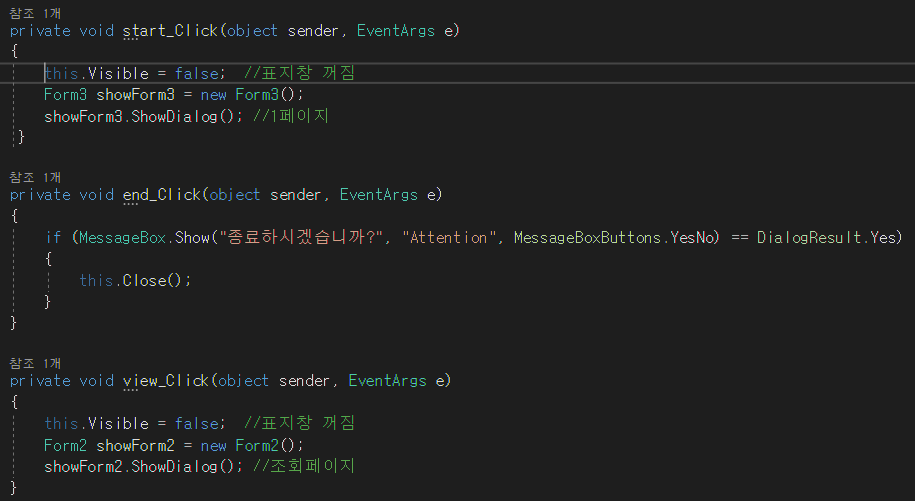 참조 1개
private void start_Click(object sender, EventArgs e)
{
this.Visible = false;  //표지창 꺼짐
Form3 showForm3 = new Form3();
showForm3.ShowDialog(); //1페이지
}
참조 1개
private void end_Click(object sender, EventArgs e)
{
if (MessageBox.Show("종료하시겠습니까?", "Attention", MessageBoxButtons.YesNo) == DialogResult.Yes)
{
this.Close();
}
}
참조 1개
private void view_Click(object sender, EventArgs e)
{
this.Visible = false;  //표지창 꺼짐
Form2 showForm2 = new Form2();
showForm2.ShowDialog(); //조회페이지
}